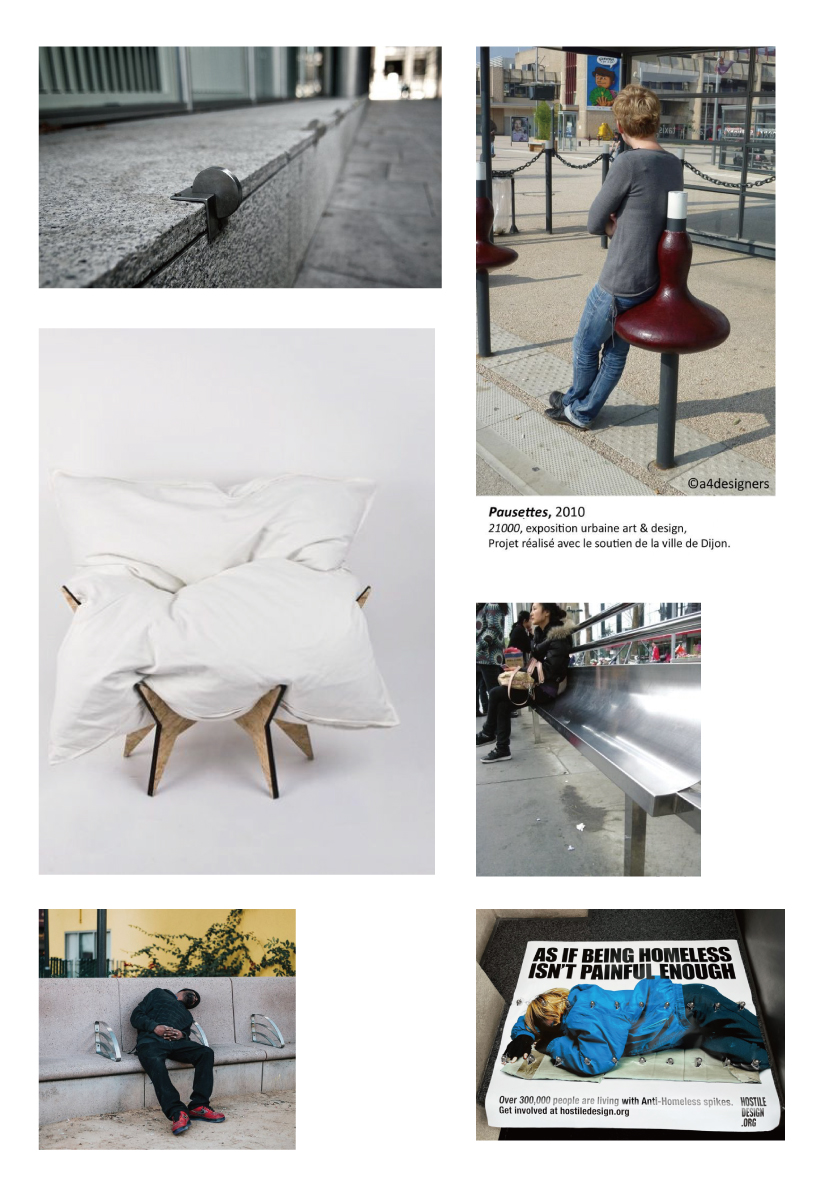 ©a4designers
Pausettes, 2010
21000, exposition urbaine art & design,
Projet réalisé avec le soutien de la ville de Dijon.
AS IF BEING HOMELESS
ISN'T PAINFUL ENOUGH
Over 300,000 people are living with Anti-Homeless spikes.
Get involved at hostiledesign.org
HOSTILE
DESIGN
.ORG